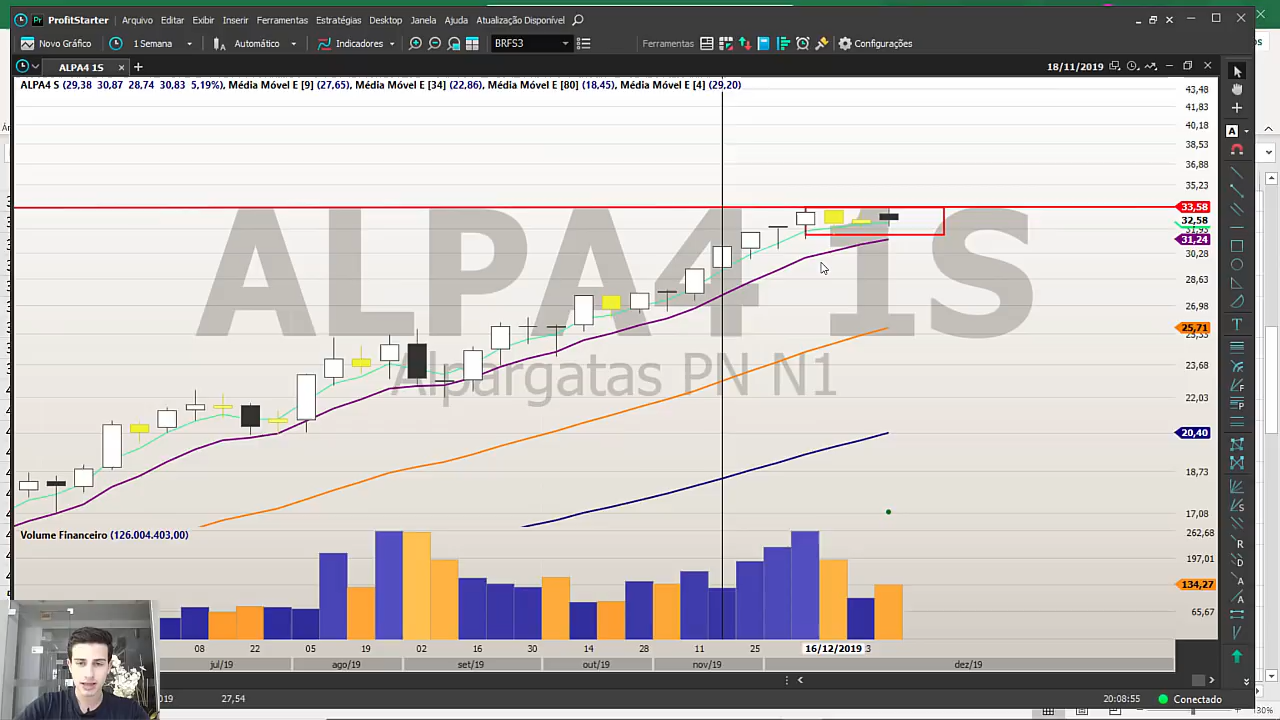 ProfitStarter Arquivo Editar Exibir Inserir Ferramentas Estratégias Desktop Janela Ajuda Atualização Disponível
Novo Gráfico 1 Semana Automático Indicadores BRFS3 Ferramentas Configurações
ALPA4 1S 18/11/2019
ALPA4 S (29,38 30,87 28,74 30,83 5,19%), Média Móvel E [9] (27,65), Média Móvel E [34] (22,86), Média Móvel E [80] (18,45), Média Móvel E [4] (29,20)
43,48
41,83
40,18
38,53
36,88
35,23
33,58
32,58
31,24
30,28
28,63
26,98
25,71
23,68
22,03
20,40
18,73
17,08
ALPA4 1S
Alpargatas PN N1
Volume Financeiro (126.004.403,00)
262,68
197,01
134,27
65,67
08 22 05 19 02 16 30 14 28 11 25 16/12/2019 3
jul/19 ago/19 set/19 out/19 nov/19 dez/19
2019 27,54 20:08:55 Conectado
30%